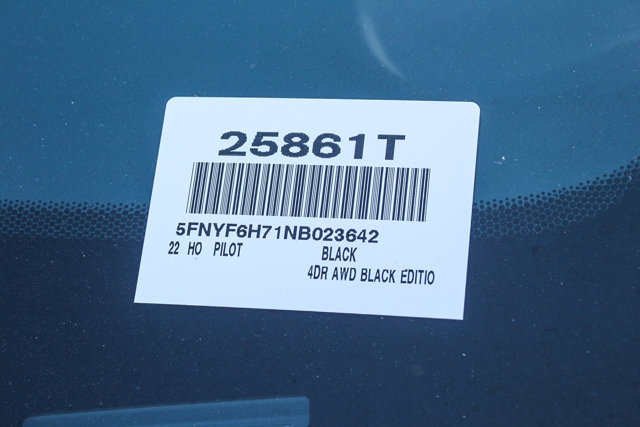 25861T
5FNYF6H71NB023642
22 HO PILOT BLACK
4DR AWD BLACK EDITIO